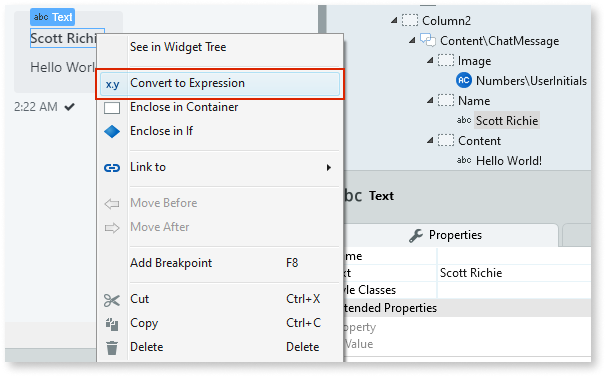 abc Text
Scott Richie
Hello World
2:22 AM
See in Widget Tree
x.y Convert to Expression
Enclose in Container
Enclose in If
Link to
Move Before
Move After
Add Breakpoint F8
Cut Ctrl+X
Copy Ctrl+C
Delete Delete
Column2
Content\ChatMessage
Image
AC Numbers\UserInitials
Name
abc Scott Richie
Content
abc Hello World!
abc Text
Properties
ame
xt Scott Richie
yle Classes
tended Properties
operty
Value